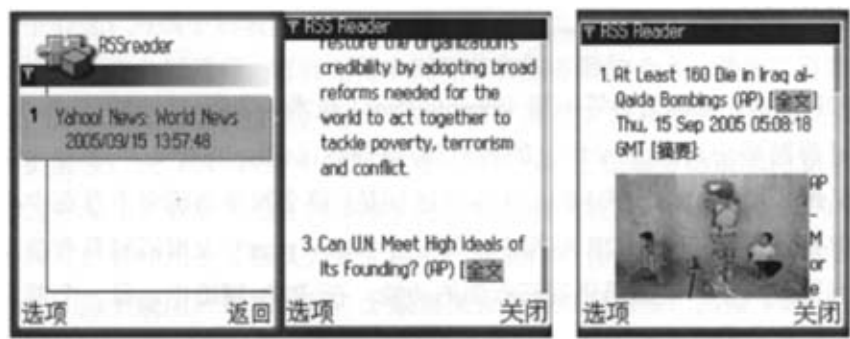 RSSreader
1 Yahoo! News: World News
2005/09/15 13:57:48
选项 返回
RSS Reader
restore the organization's
credibility by adopting broad
reforms needed for the
world to act together to
tackle poverty, terrorism
and conflict.
3. Can U.N. Meet High Ideals of
Its Founding? (AP) [全文
选项 关闭
RSS Reader
1. At Least 160 Die in Iraq al-
Qaida Bombings (AP) [全文
Thu, 15 Sep 2005 05:08:18
GMT [摘要]:
AP
-
M
or
e
选项 关闭